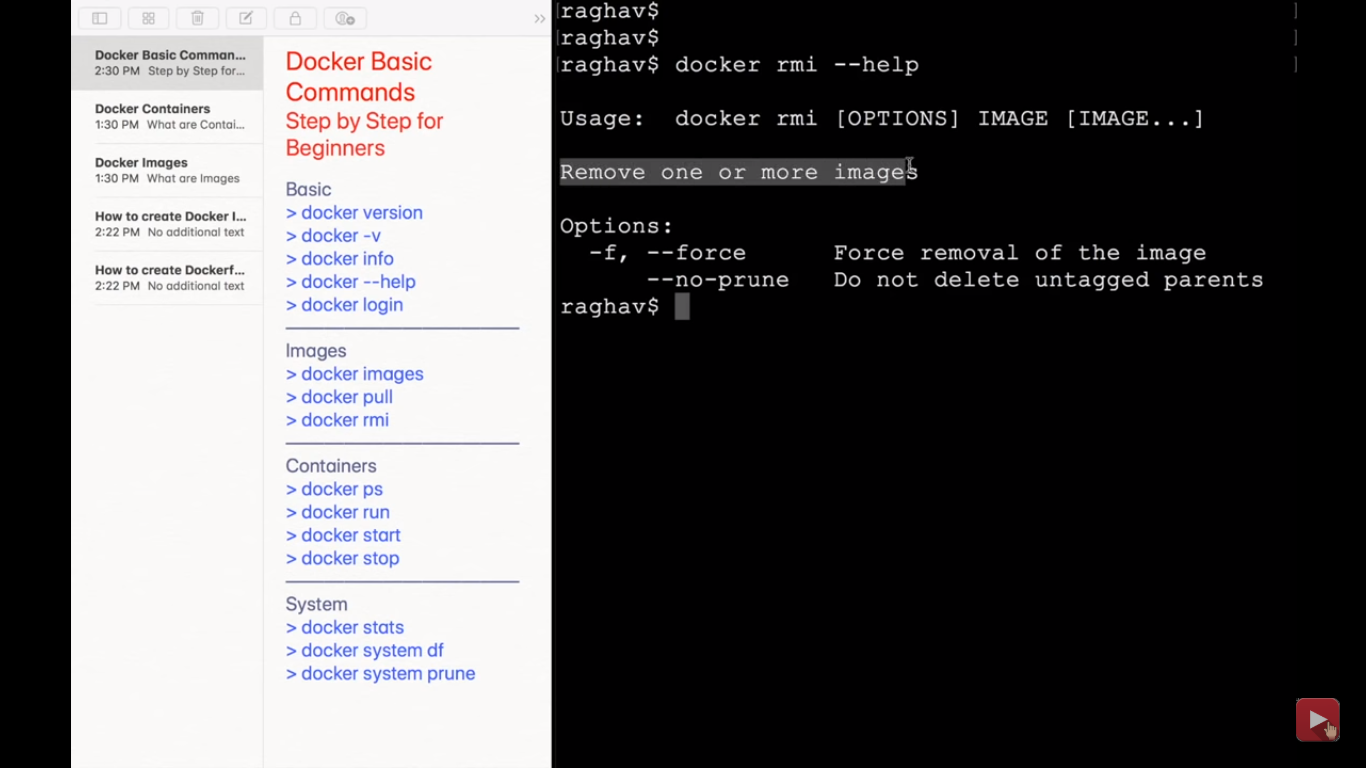 Docker Basic Comman...
2:30 PM Step by Step for...
Docker Containers
1:30 PM What are Contai...
Docker Images
1:30 PM What are Images
How to create Docker I...
2:22 PM No additional text
How to create Dockerf...
2:22 PM No additional text
Docker Basic
Commands
Step by Step for
Beginners
Basic
> docker version
> docker -v
> docker info
> docker --help
> docker login
Images
> docker images
> docker pull
> docker rmi
Containers
> docker ps
> docker run
> docker start
> docker stop
System
> docker stats
> docker system df
> docker system prune
raghav$
raghav$
raghav$ docker rmi --help
Usage:  docker rmi [OPTIONS] IMAGE [IMAGE...]
Remove one or more images
Options:
  -f, --force      Force removal of the image
      --no-prune   Do not delete untagged parents
raghav$